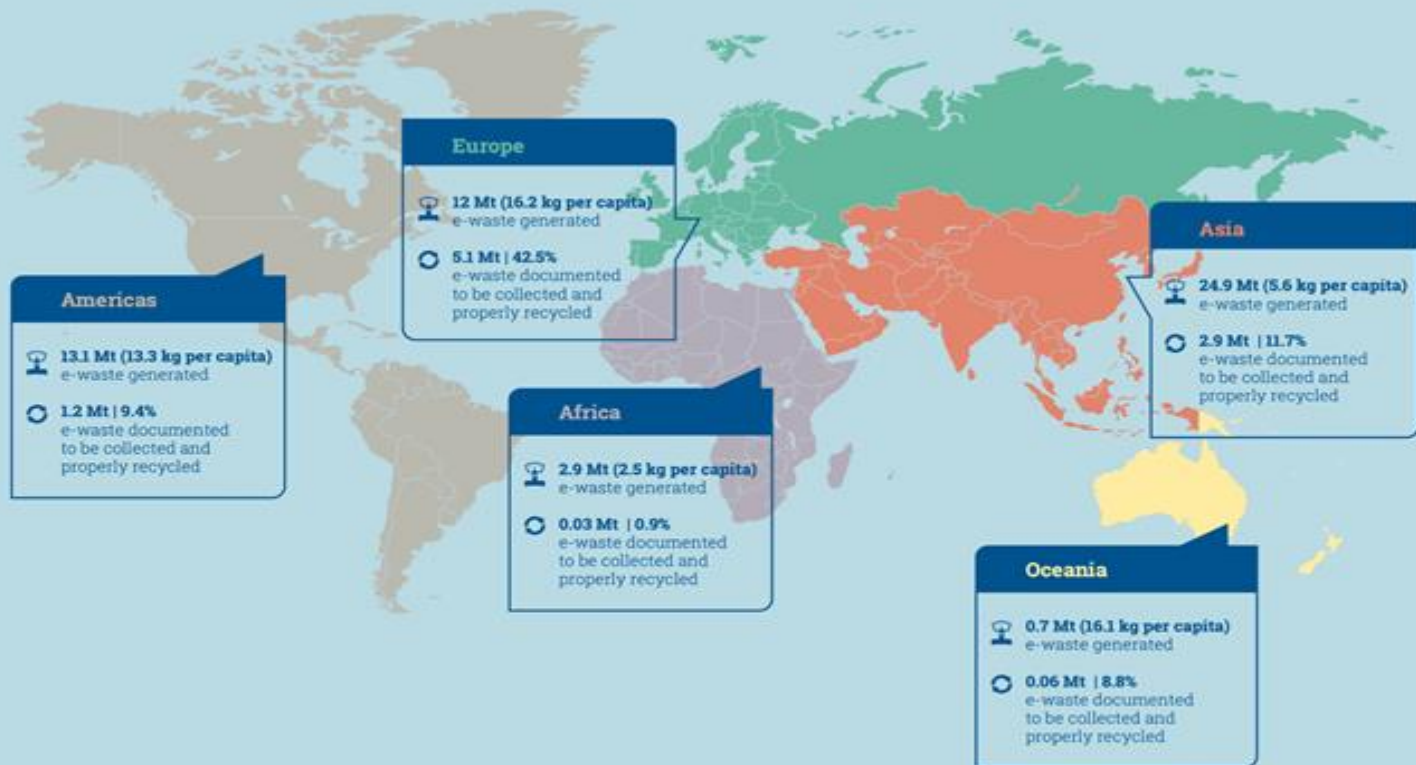 Europe
12 Mt (16.2 kg per capita)
e-waste generated
5.1 Mt | 42.5%
e-waste documented
to be collected and
properly recycled
Asia
24.9 Mt (5.6 kg per capita)
e-waste generated
2.9 Mt | 11.7%
e-waste documented
to be collected and
properly recycled
Americas
13.1 Mt (13.3 kg per capita)
e-waste generated
1.2 Mt | 9.4%
e-waste documented
to be collected and
properly recycled
Africa
2.9 Mt (2.5 kg per capita)
e-waste generated
0.03 Mt | 0.9%
e-waste documented
to be collected and
properly recycled
Oceania
0.7 Mt (16.1 kg per capita)
e-waste generated
0.06 Mt | 8.8%
e-waste documented
to be collected and
properly recycled